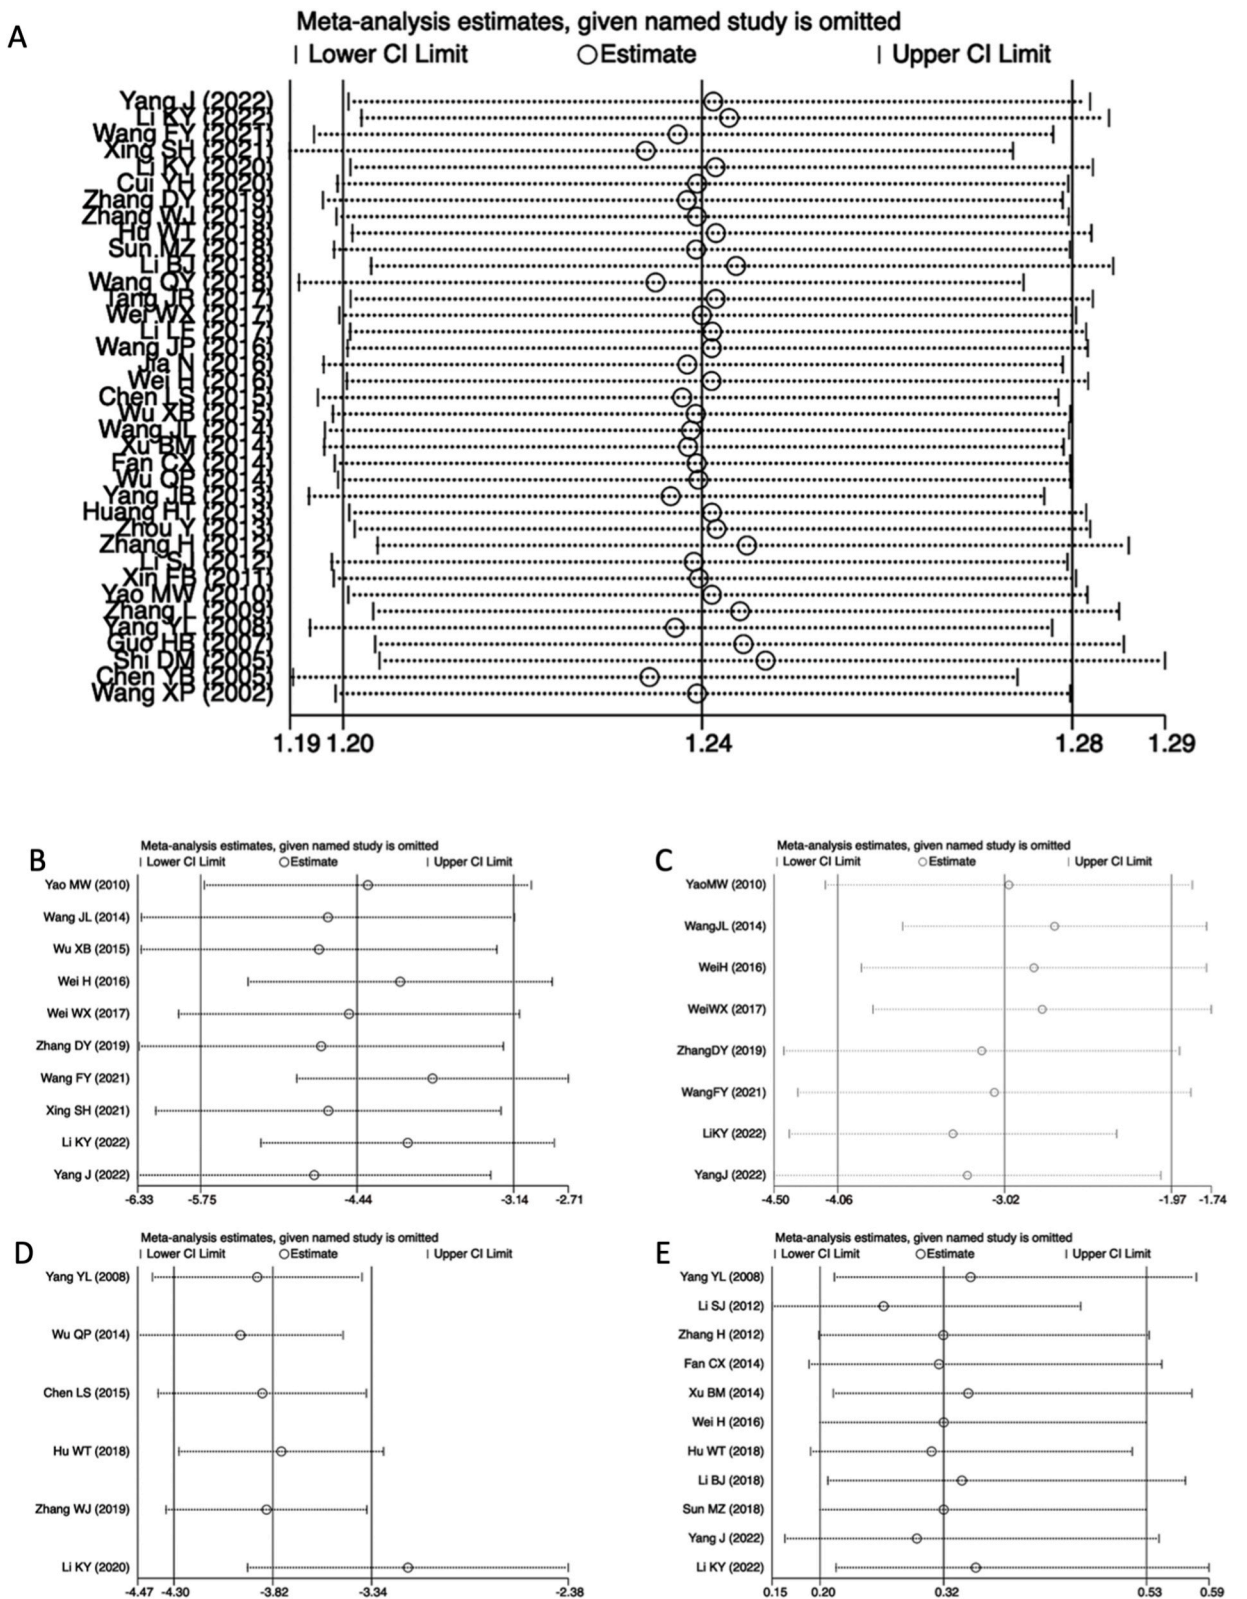 A
Meta-analysis estimates, given named study is omitted
| Lower CI Limit ○Estimate | Upper CI Limit
Yang J (2022)
Li KY (2022)
Wang FY (2021)
Xing SH (2021)
Li KY (2020)
Cui YH (2020)
Zhang DY (2019)
Zhang WJ (2019)
Hu WT (2018)
Sun MZ (2018)
Li BJ (2018)
Wang QY (2018)
Tang JR (2017)
Wei WX (2017)
Li LF (2017)
Wang JP (2016)
Jia N (2016)
Wei H (2016)
Chen LS (2015)
Wu XB (2015)
Wang JL (2014)
Xu BM (2014)
Fan CX (2014)
Wu QP (2014)
Yang JB (2013)
Huang HT (2013)
Zhou Y (2013)
Zhang H (2012)
Li SJ (2012)
Xin FB (2011)
Yao MW (2010)
Zhang L (2009)
Yang YL (2008)
Guo HB (2007)
Shi DM (2005)
Chen YB (2005)
Wang XP (2002)
1.19 1.20 1.24 1.28 1.29
B
Meta-analysis estimates, given named study is omitted
| Lower CI Limit ○Estimate | Upper CI Limit
Yao MW (2010)
Wang JL (2014)
Wu XB (2015)
Wei H (2016)
Wei WX (2017)
Zhang DY (2019)
Wang FY (2021)
Xing SH (2021)
Li KY (2022)
Yang J (2022)
-6.33 -5.75 -4.44 -3.14 -2.71
C
Meta-analysis estimates, given named study is omitted
| Lower CI Limit ○Estimate | Upper CI Limit
YaoMW (2010)
WangJL (2014)
WeiH (2016)
WeiWX (2017)
ZhangDY (2019)
WangFY (2021)
LiKY (2022)
YangJ (2022)
-4.50 -4.06 -3.02 -1.97 -1.74
D
Meta-analysis estimates, given named study is omitted
| Lower CI Limit ○Estimate | Upper CI Limit
Yang YL (2008)
Wu QP (2014)
Chen LS (2015)
Hu WT (2018)
Zhang WJ (2019)
Li KY (2020)
-4.47 -4.30 -3.82 -3.34 -2.38
E
Meta-analysis estimates, given named study is omitted
| Lower CI Limit ○Estimate | Upper CI Limit
Yang YL (2008)
Li SJ (2012)
Zhang H (2012)
Fan CX (2014)
Xu BM (2014)
Wei H (2016)
Hu WT (2018)
Li BJ (2018)
Sun MZ (2018)
Yang J (2022)
Li KY (2022)
0.15 0.20 0.32 0.53 0.59